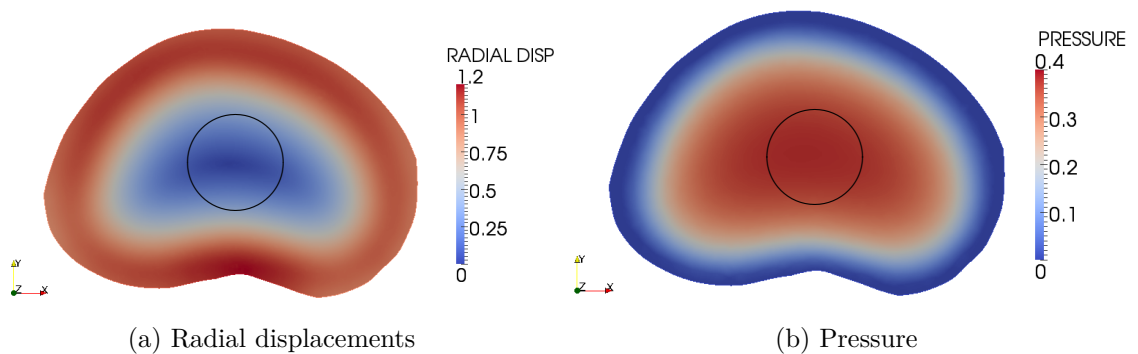 RADIAL DISP
1.2
1
0.75
0.5
0.25
0
Y
Z
X
(a) Radial displacements
PRESSURE
0.4
0.3
0.2
0.1
0
Y
Z
X
(b) Pressure